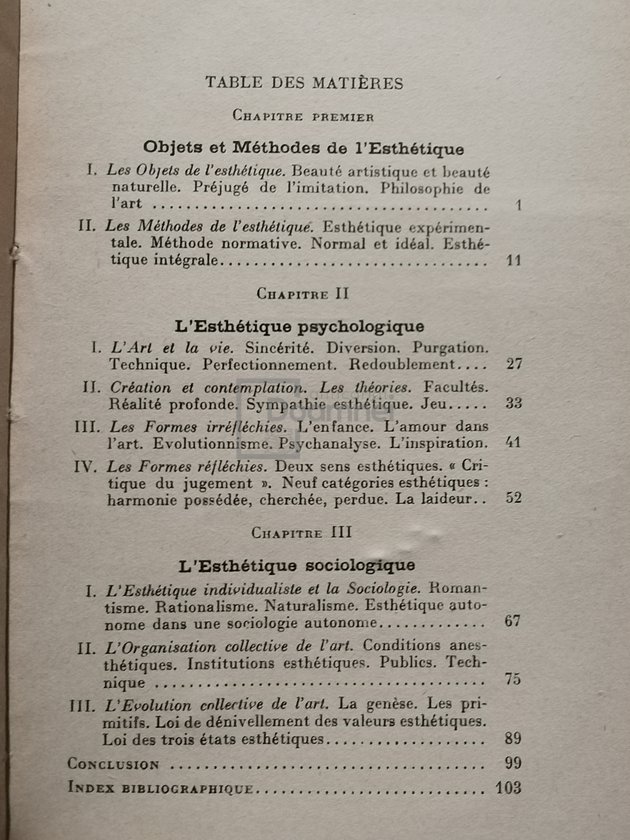 TABLE DES MATIÈRES
CHAPITRE PREMIER
Objets et Méthodes de l'Esthétique
I. Les Objets de l'esthétique. Beauté artistique et beauté
naturelle. Préjugé de l'imitation. Philosophie de
l'art ........................................ 1
II. Les Méthodes de l'esthétique. Esthétique expérimen-
tale. Méthode normative. Normal et idéal. Esthé-
tique intégrale................................ 11
CHAPITRE II
L'Esthétique psychologique
I. L'Art et la vie. Sincérité. Diversion. Purgation.
Technique. Perfectionnement. Redoublement.... 27
II. Création et contemplation. Les théories. Facultés.
Réalité profonde. Sympathie esthétique. Jeu..... 33
III. Les Formes irréfléchies. L'enfance. L'amour dans
l'art. Evolutionnisme. Psychanalyse. L'inspiration. 41
IV. Les Formes réfléchies. Deux sens esthétiques. « Cri-
tique du jugement ». Neuf catégories esthétiques :
harmonie possédée, cherchée, perdue. La laideur.. 52
CHAPITRE III
L'Esthétique sociologique
I. L'Esthétique individualiste et la Sociologie. Roman-
tisme. Rationalisme. Naturalisme. Esthétique auto-
nome dans une sociologie autonome............. 67
II. L'Organisation collective de l'art. Conditions anes-
thétiques. Institutions esthétiques. Publics. Tech-
nique ....................................... 75
III. L'Evolution collective de l'art. La genèse. Les pri-
mitifs. Loi de dénivellement des valeurs esthétiques.
Loi des trois états esthétiques................... 89
CONCLUSION ..................................... 99
INDEX BIBLIOGRAPHIQUE........................... 103